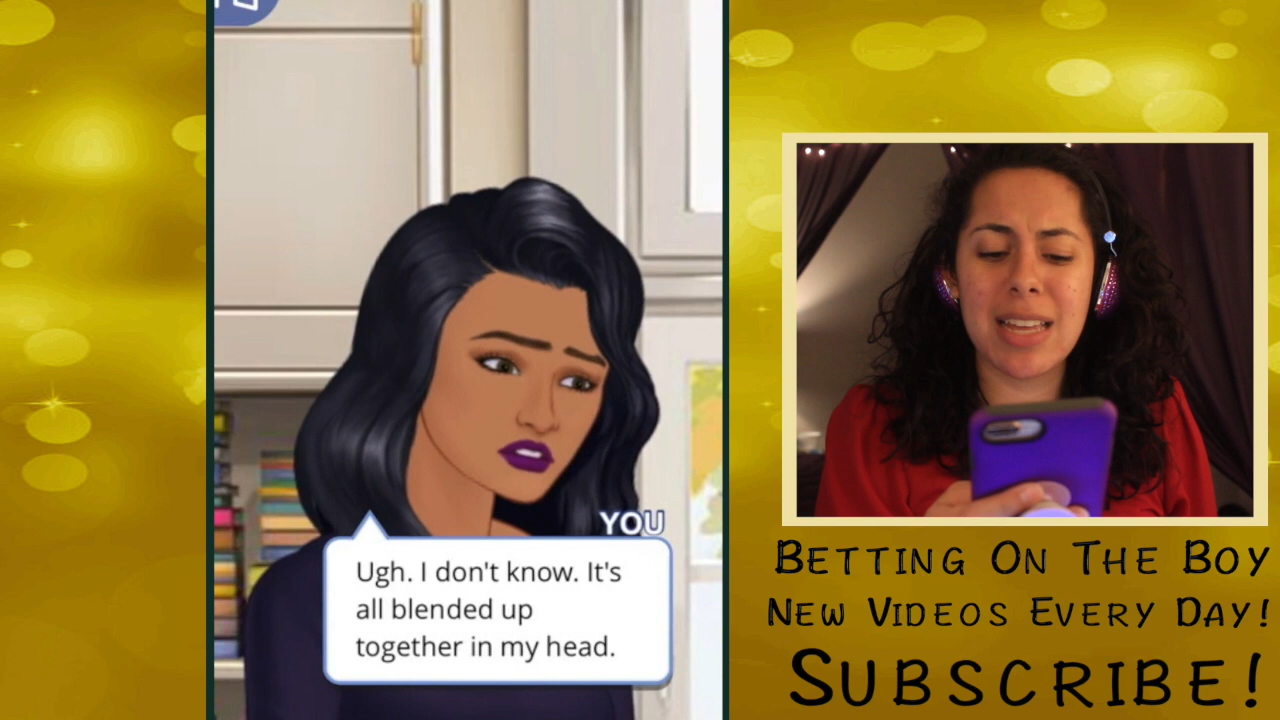 YOU
Ugh. I don't know. It's
all blended up
together in my head.
BETTING ON THE BOY
NEW VIDEOS EVERY DAY!
SUBSCRIBE!